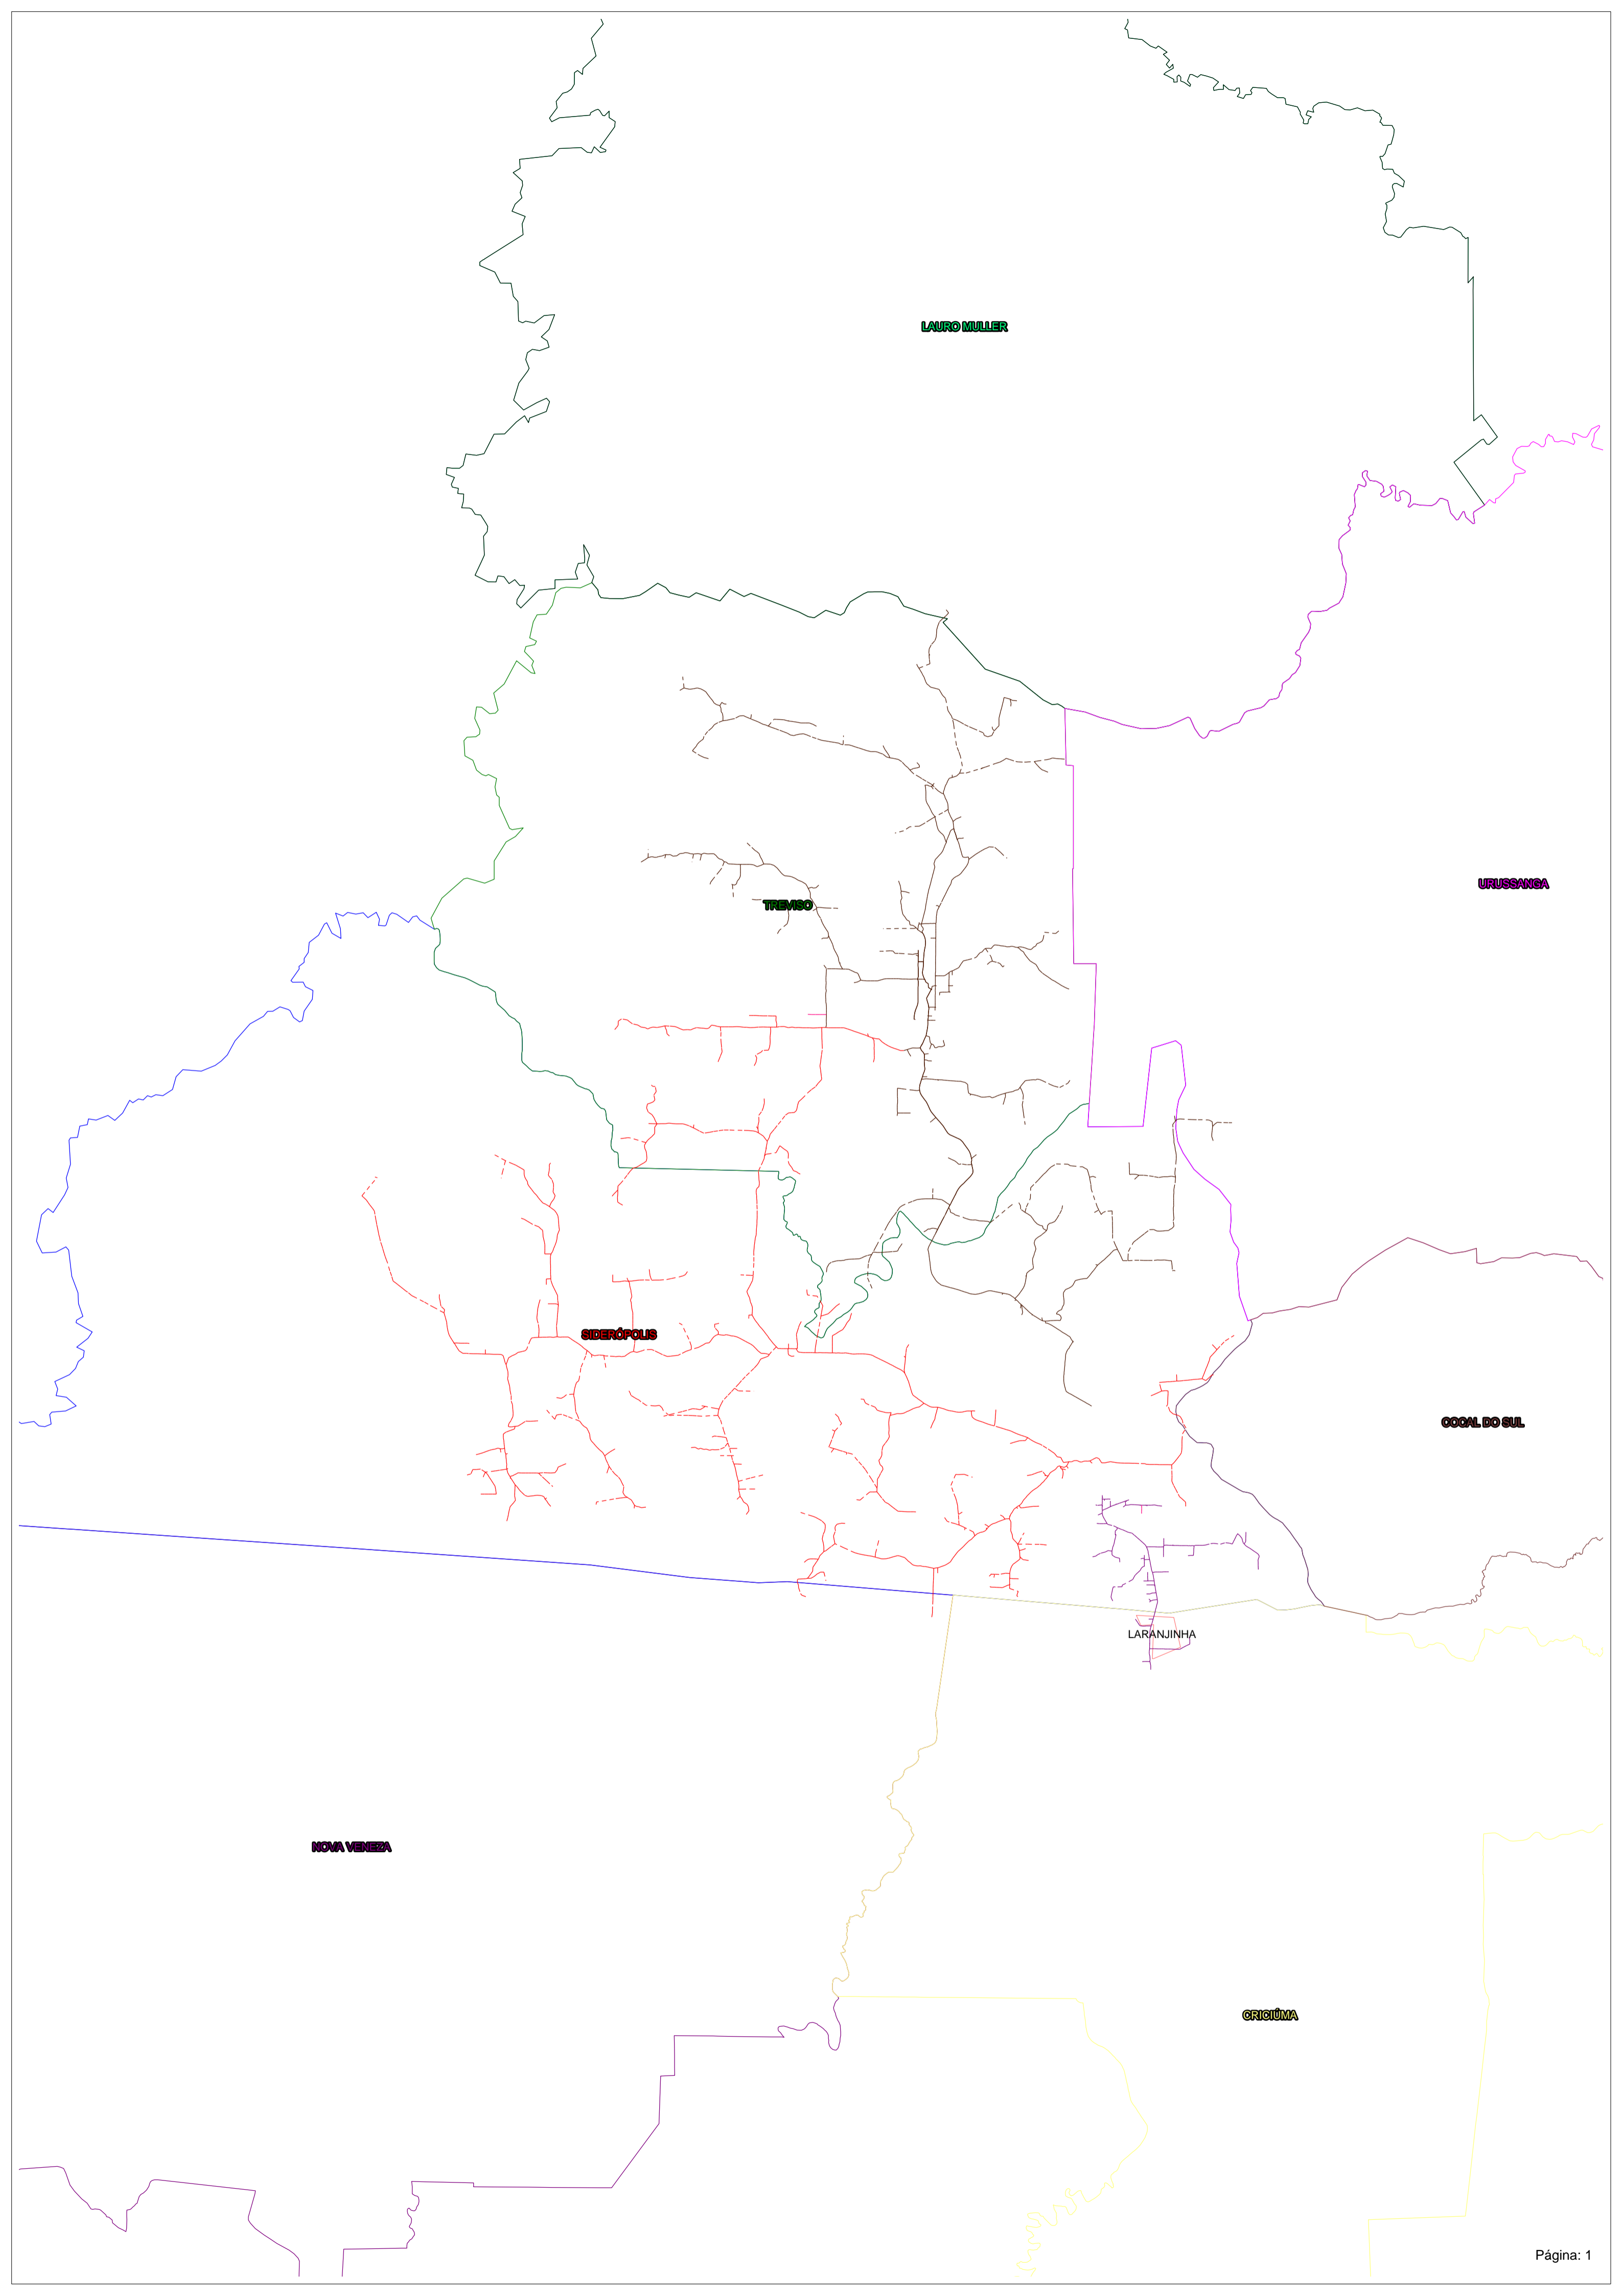 LAURO MULLER
URUSSANGA
TREVISO
SIDERÓPOLIS
COCAL DO SUL
LARANJINHA
NOVA VENEZA
CRICIÚMA
Página: 1